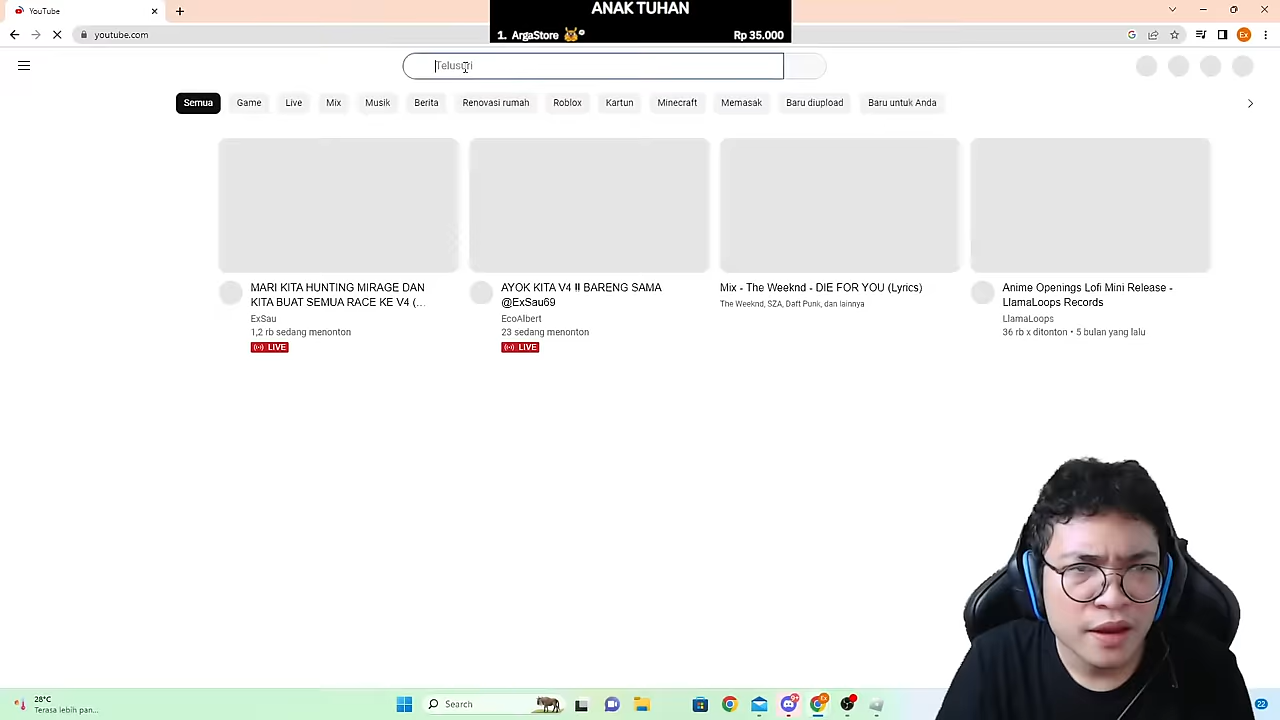 YouTube
ANAK TUHAN
1. ArgaStore
Rp 35.000
youtube.com
Ex
Telusuri
Semua
Game
Live
Mix
Musik
Berita
Renovasi rumah
Roblox
Kartun
Minecraft
Memasak
Baru diupload
Baru untuk Anda
MARI KITA HUNTING MIRAGE DAN
KITA BUAT SEMUA RACE KE V4 (…
ExSau
1,2 rb sedang menonton
LIVE
AYOK KITA V4 !! BARENG SAMA
@ExSau69
EcoAlbert
23 sedang menonton
LIVE
Mix - The Weeknd - DIE FOR YOU (Lyrics)
The Weeknd, SZA, Daft Punk, dan lainnya
Anime Openings Lofi Mini Release -
LlamaLoops Records
LlamaLoops
36 rb x ditonton • 5 bulan yang lalu
28°C
Terasa lebih pan...
Search
22